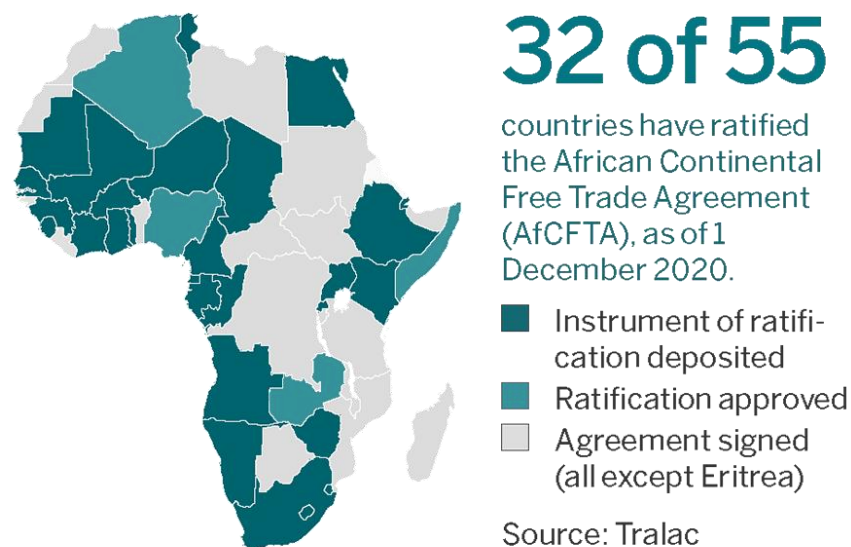 32 of 55
countries have ratified
the African Continental
Free Trade Agreement
(AfCFTA), as of 1
December 2020.
Instrument of ratifi-
cation deposited
Ratification approved
Agreement signed
(all except Eritrea)
Source: Tralac